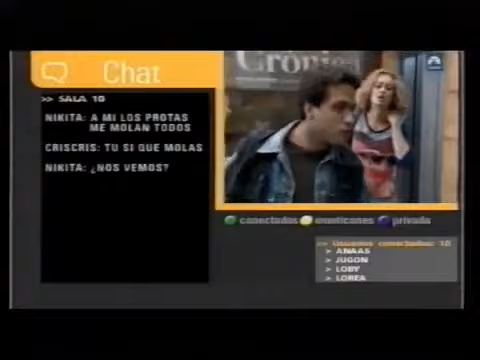 Chat
Crónica
>> SALA 10
NIKITA: A MI LOS PROTAS
ME MOLAN TODOS
CRISCRIS: TU SI QUE MOLAS
NIKITA: ¿NOS VEMOS?
conectados emoticones privado
>> Usuarios conectados: 10
> ANAAS
> JUGON
> LOBY
> LOREA